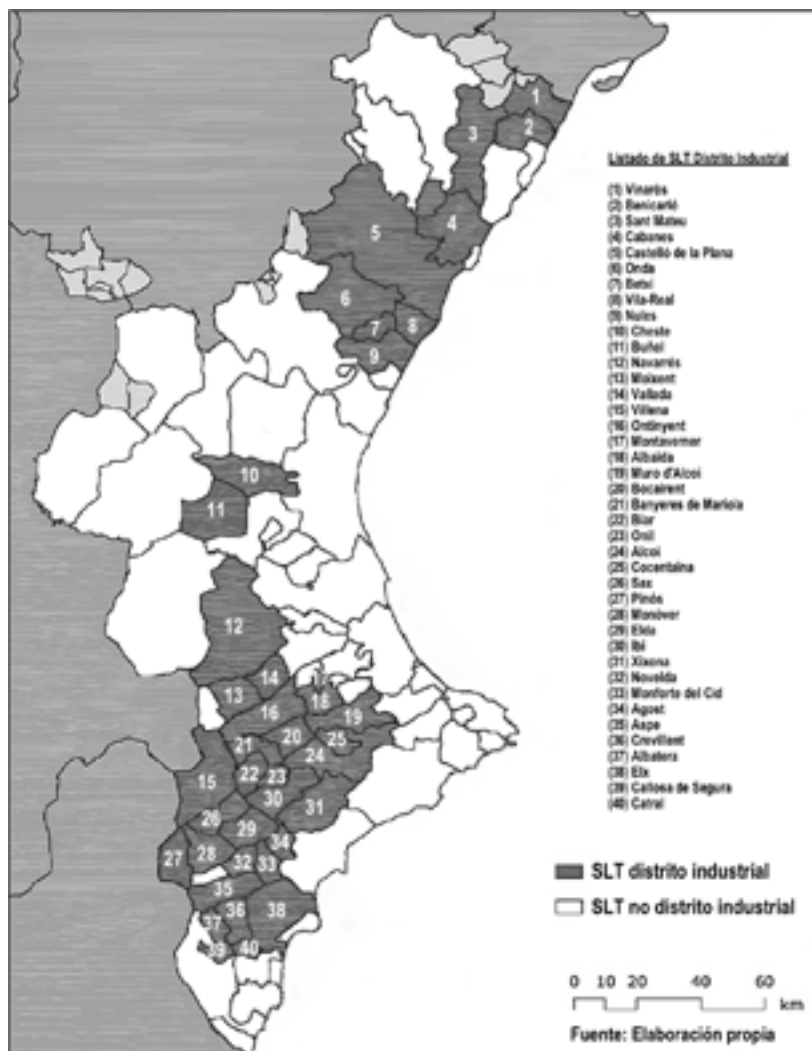 Listado de SLT Distrito Industrial
(1) Vinaròs
(2) Benicarló
(3) Sant Mateu
(4) Cabanes
(5) Castelló de la Plana
(6) Onda
(7) Betxí
(8) Vila-Real
(9) Nules
(10) Cheste
(11) Buñol
(12) Navarrés
(13) Moixent
(14) Vallada
(15) Villena
(16) Ontinyent
(17) Montaverner
(18) Albaida
(19) Muro d'Alcoi
(20) Bocairent
(21) Banyeres de Mariola
(22) Biar
(23) Onil
(24) Alcoi
(25) Cocentaina
(26) Sax
(27) Pinós
(28) Monóver
(29) Elda
(30) Ibi
(31) Xixona
(32) Novelda
(33) Monforte del Cid
(34) Agost
(35) Aspe
(36) Crevillent
(37) Albatera
(38) Elx
(39) Callosa de Segura
(40) Catral
SLT distrito industrial
SLT no distrito industrial
0 10 20 40 60
km
Fuente: Elaboración propia
1
2
3
4
5
6
7
8
9
10
11
12
13
14
17
18
16
19
21
20
25
24
15
22
23
30
31
26
29
34
27
28
32
33
35
36
38
37
39
40